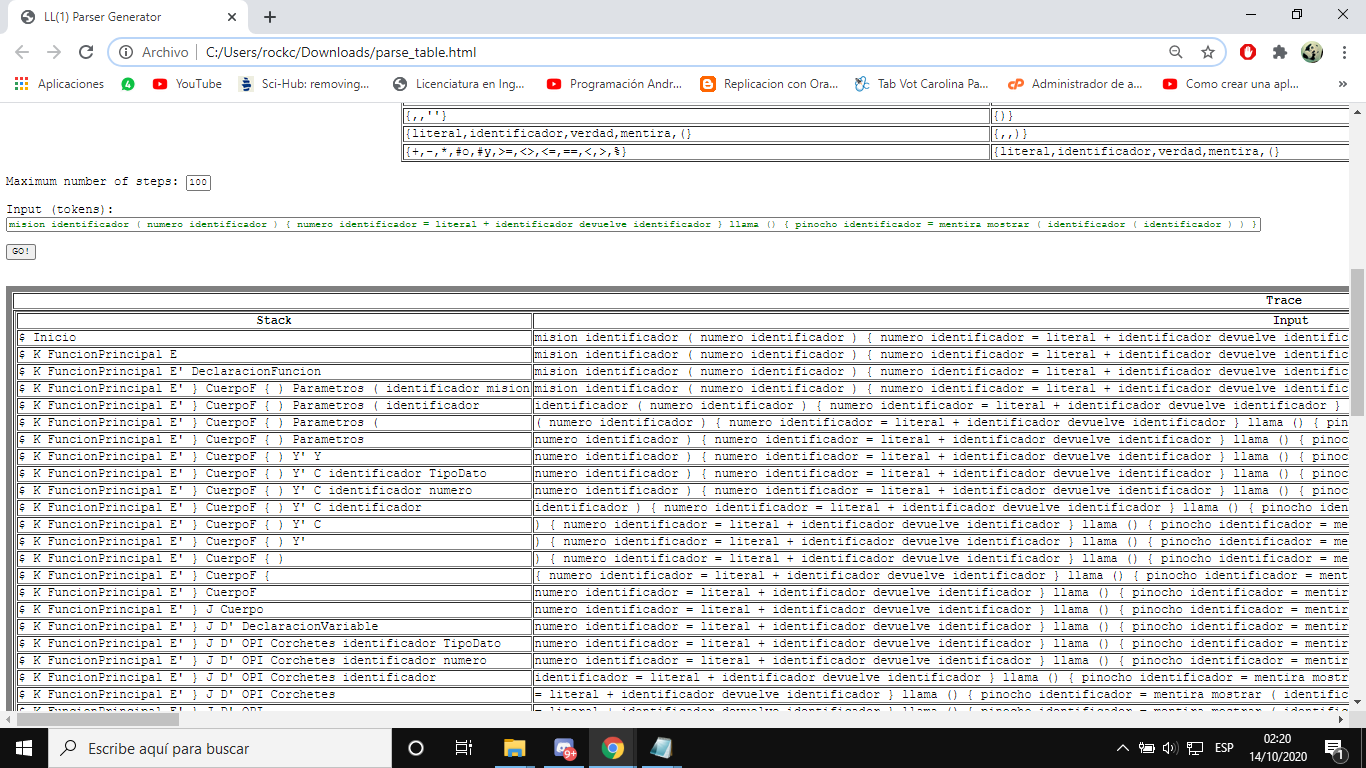 LL(1) Parser Generator
Archivo C:/Users/rockc/Downloads/parse_table.html
Aplicaciones YouTube Sci-Hub: removing... Licenciatura en Ing... Programación Andr... Replicacion con Ora... Tab Vot Carolina Pa... Administrador de a... Como crear una apl... »
{,,''} {)}
{literal,identificador,verdad,mentira,(} {,,)}
{+,-,*,#o,#y,>=,<>,<=,==,<,>,%} {literal,identificador,verdad,mentira,(}
Maximum number of steps: 100
Input (tokens):
mision identificador ( numero identificador ) { numero identificador = literal + identificador devuelve identificador } llama () { pinocho identificador = mentira mostrar ( identificador ( identificador ) ) }
GO!
Trace
Stack Input
$ Inicio mision identificador ( numero identificador ) { numero identificador = literal + identificador devuelve identific
$ K FuncionPrincipal E mision identificador ( numero identificador ) { numero identificador = literal + identificador devuelve identific
$ K FuncionPrincipal E' DeclaracionFuncion mision identificador ( numero identificador ) { numero identificador = literal + identificador devuelve identific
$ K FuncionPrincipal E' } CuerpoF { ) Parametros ( identificador mision mision identificador ( numero identificador ) { numero identificador = literal + identificador devuelve identific
$ K FuncionPrincipal E' } CuerpoF { ) Parametros ( identificador identificador ( numero identificador ) { numero identificador = literal + identificador devuelve identificador }
$ K FuncionPrincipal E' } CuerpoF { ) Parametros ( ( numero identificador ) { numero identificador = literal + identificador devuelve identificador } llama () { pin
$ K FuncionPrincipal E' } CuerpoF { ) Parametros numero identificador ) { numero identificador = literal + identificador devuelve identificador } llama () { pinoc
$ K FuncionPrincipal E' } CuerpoF { ) Y' Y numero identificador ) { numero identificador = literal + identificador devuelve identificador } llama () { pinoc
$ K FuncionPrincipal E' } CuerpoF { ) Y' C identificador TipoDato numero identificador ) { numero identificador = literal + identificador devuelve identificador } llama () { pinoc
$ K FuncionPrincipal E' } CuerpoF { ) Y' C identificador numero numero identificador ) { numero identificador = literal + identificador devuelve identificador } llama () { pinoc
$ K FuncionPrincipal E' } CuerpoF { ) Y' C identificador identificador ) { numero identificador = literal + identificador devuelve identificador } llama () { pinocho iden
$ K FuncionPrincipal E' } CuerpoF { ) Y' C ) { numero identificador = literal + identificador devuelve identificador } llama () { pinocho identificador = me
$ K FuncionPrincipal E' } CuerpoF { ) Y' ) { numero identificador = literal + identificador devuelve identificador } llama () { pinocho identificador = me
$ K FuncionPrincipal E' } CuerpoF { ) ) { numero identificador = literal + identificador devuelve identificador } llama () { pinocho identificador = me
$ K FuncionPrincipal E' } CuerpoF { { numero identificador = literal + identificador devuelve identificador } llama () { pinocho identificador = ment
$ K FuncionPrincipal E' } CuerpoF numero identificador = literal + identificador devuelve identificador } llama () { pinocho identificador = mentir
$ K FuncionPrincipal E' } J Cuerpo numero identificador = literal + identificador devuelve identificador } llama () { pinocho identificador = mentir
$ K FuncionPrincipal E' } J D' DeclaracionVariable numero identificador = literal + identificador devuelve identificador } llama () { pinocho identificador = mentir
$ K FuncionPrincipal E' } J D' OPI Corchetes identificador TipoDato numero identificador = literal + identificador devuelve identificador } llama () { pinocho identificador = mentir
$ K FuncionPrincipal E' } J D' OPI Corchetes identificador numero numero identificador = literal + identificador devuelve identificador } llama () { pinocho identificador = mentir
$ K FuncionPrincipal E' } J D' OPI Corchetes identificador identificador = literal + identificador devuelve identificador } llama () { pinocho identificador = mentira mostr
$ K FuncionPrincipal E' } J D' OPI Corchetes = literal + identificador devuelve identificador } llama () { pinocho identificador = mentira mostrar ( identific
$ K FuncionPrincipal E' } J D' OPI = literal + identificador devuelve identificador } llama () { pinocho identificador = mentira mostrar ( identific
Escribe aquí para buscar 9+ ESP 02:20
14/10/2020 1